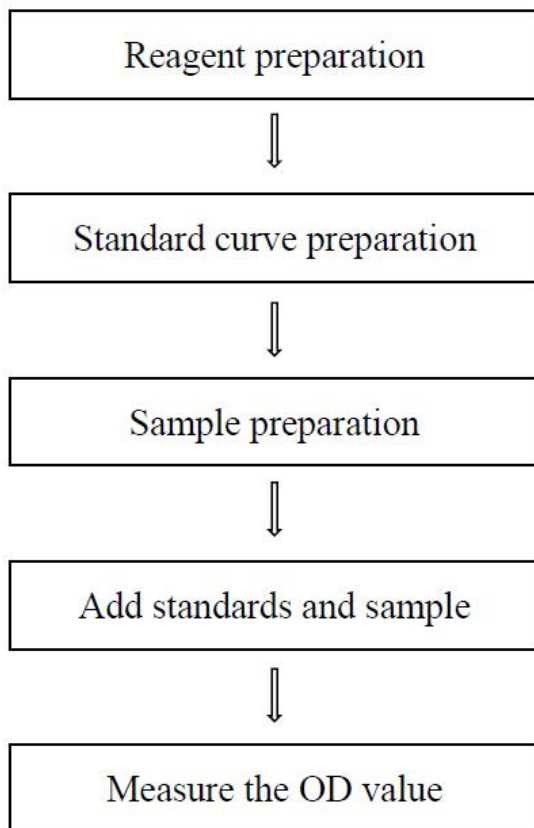 Reagent preparation
Standard curve preparation
Sample preparation
Add standards and sample
Measure the OD value